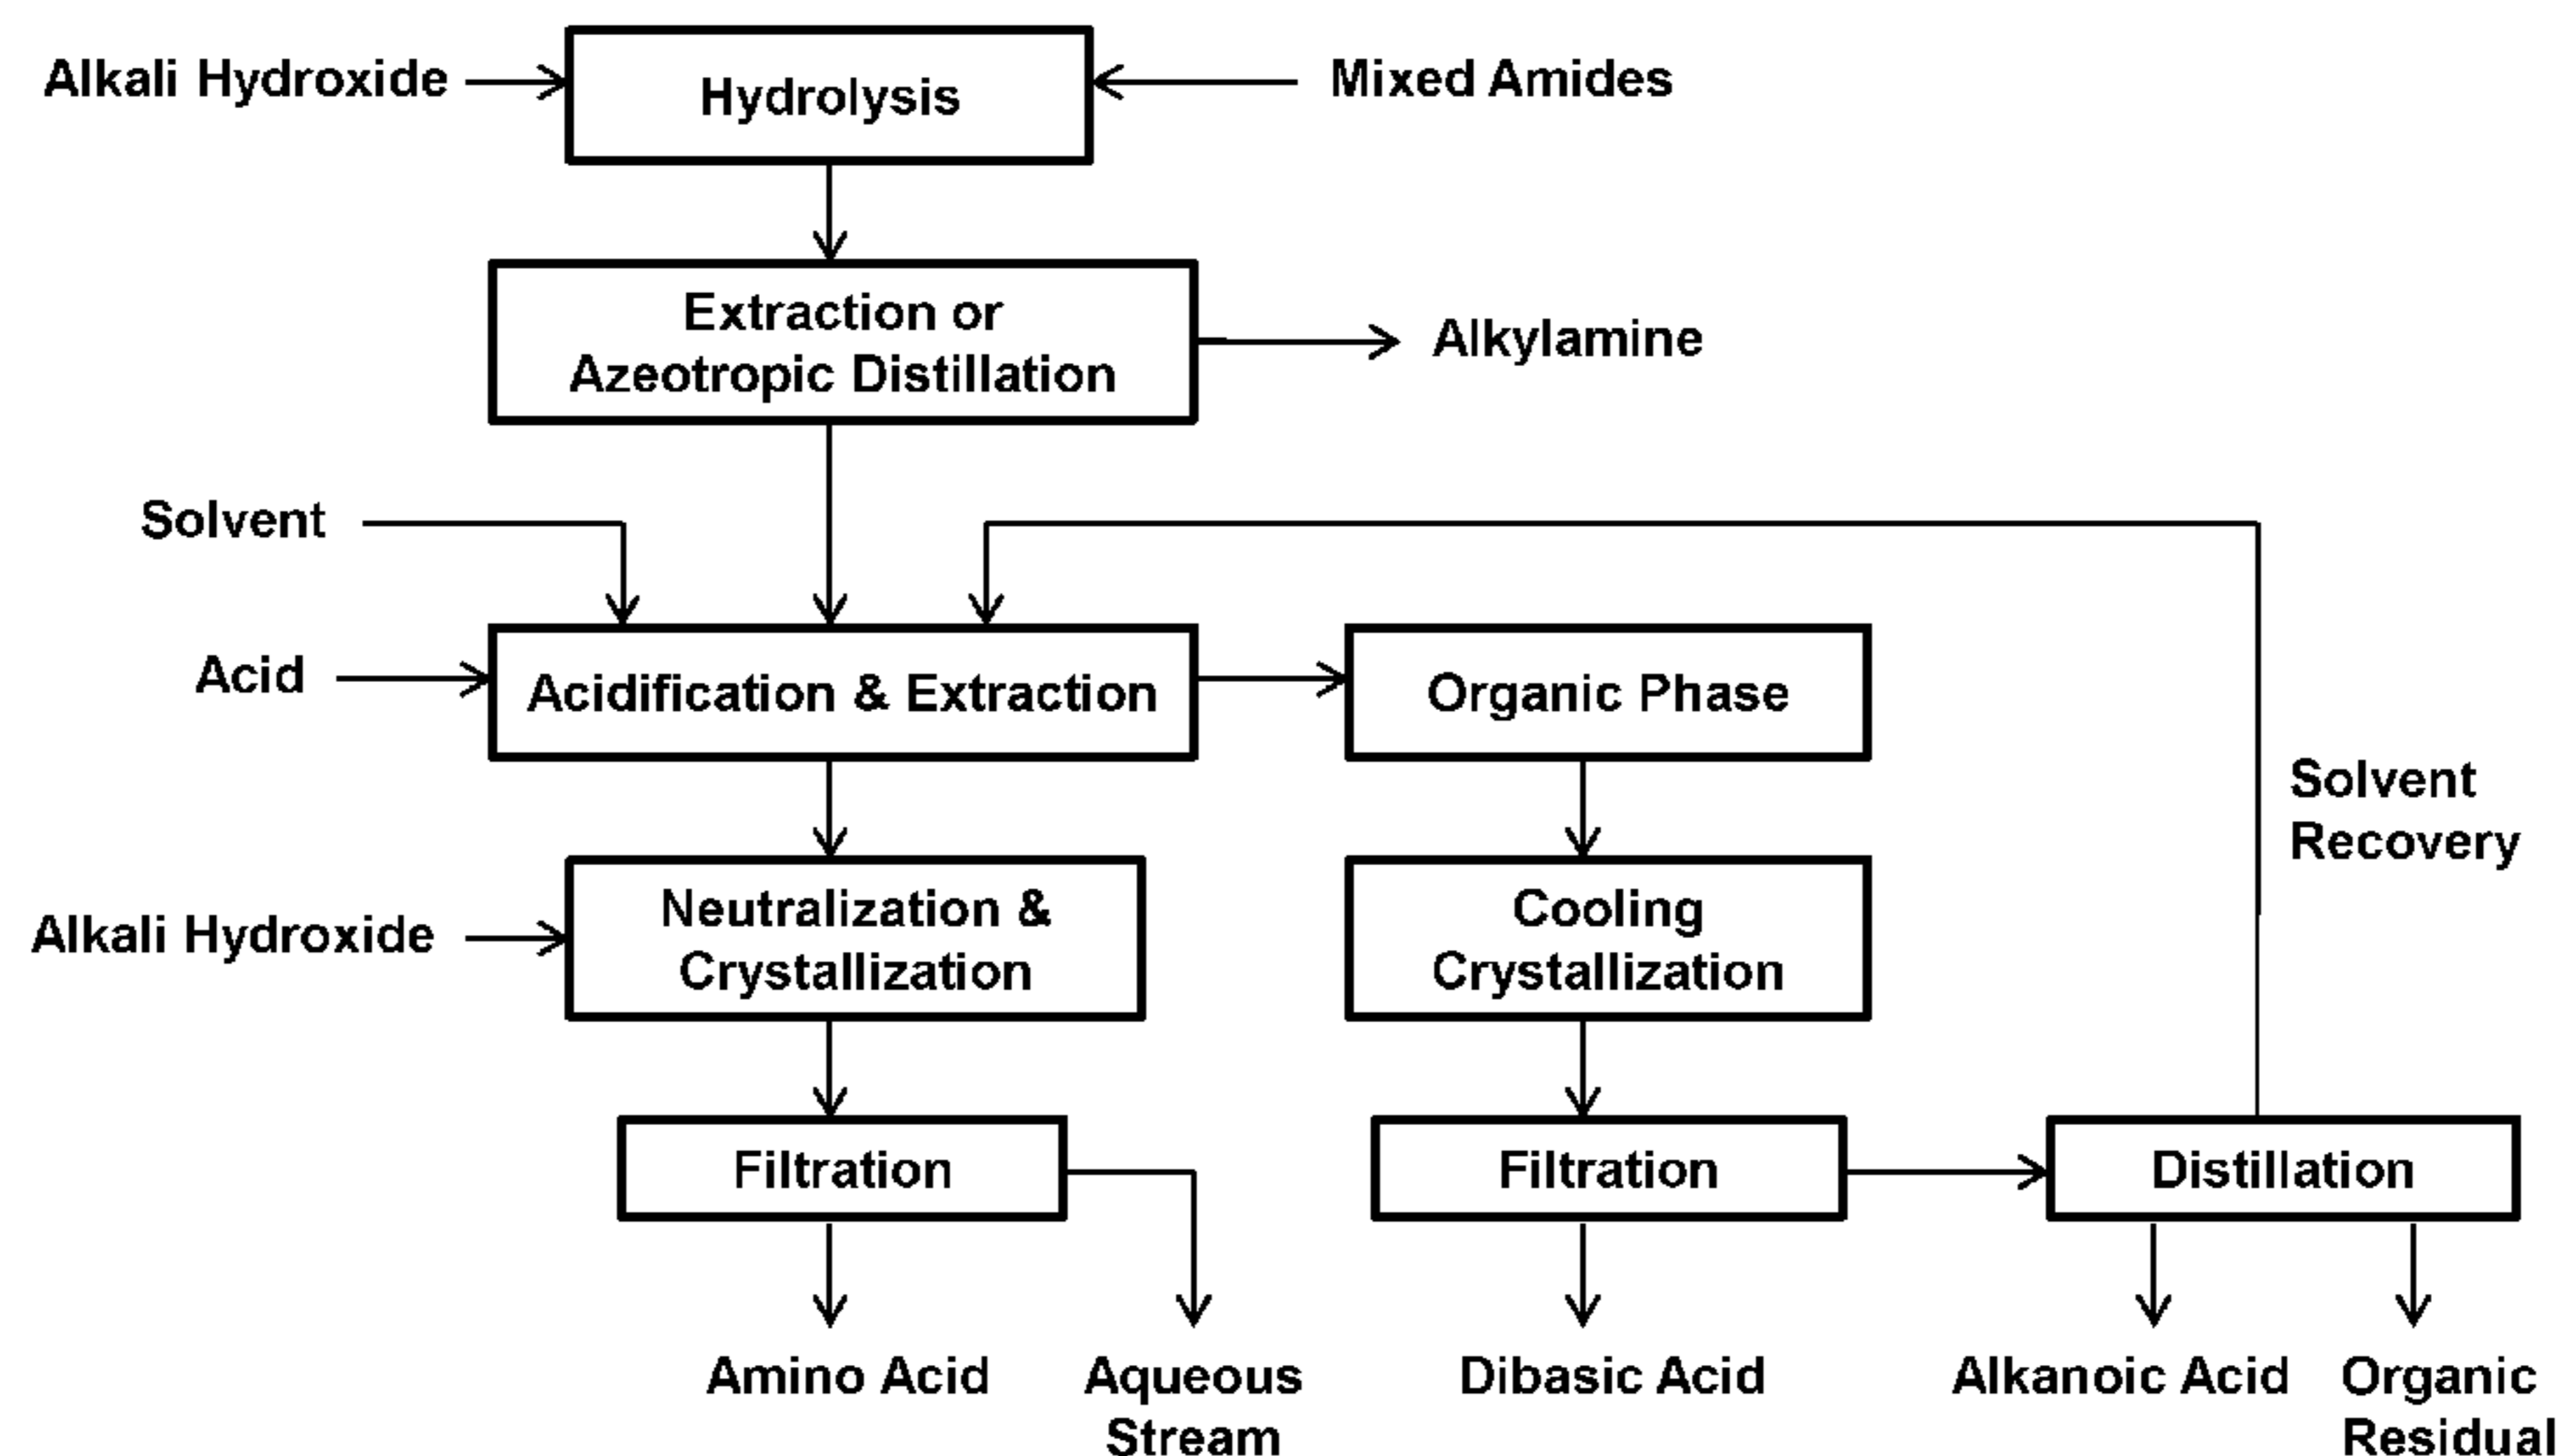 Alkali Hydroxide
Hydrolysis
Mixed Amides
Extraction or
Azeotropic Distillation
Alkylamine
Solvent
Acid
Acidification & Extraction
Organic Phase
Solvent
Recovery
Alkali Hydroxide
Neutralization &
Crystallization
Cooling
Crystallization
Filtration
Filtration
Distillation
Amino Acid
Aqueous
Stream
Dibasic Acid
Alkanoic Acid
Organic
Residual